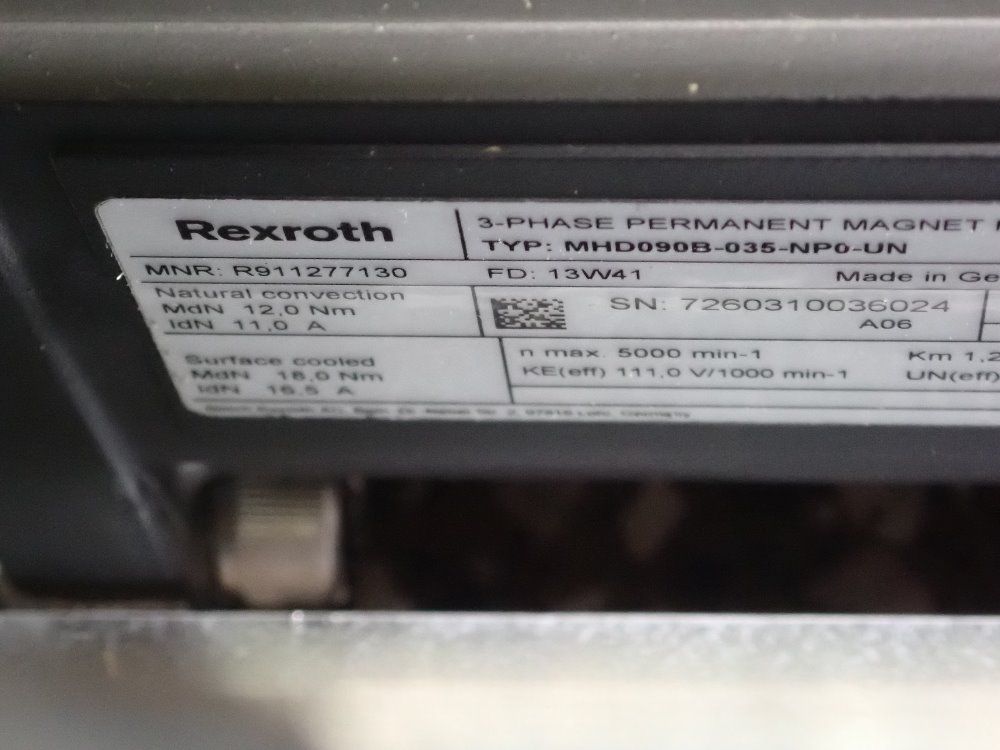 Rexroth
3-PHASE PERMANENT MAGNET
TYP: MHD090B-035-NP0-UN
MNR: R911277130 FD: 13W41 Made in Ge
Natural convection
MdN 12,0 Nm
IdN 11,0 A
SN: 7260310036024
A06
Surface cooled
MdN 18,0 Nm
IdN 16,5 A
n max. 5000 min-1 Km 1,2
KE(eff) 111,0 V/1000 min-1 UN(eff)